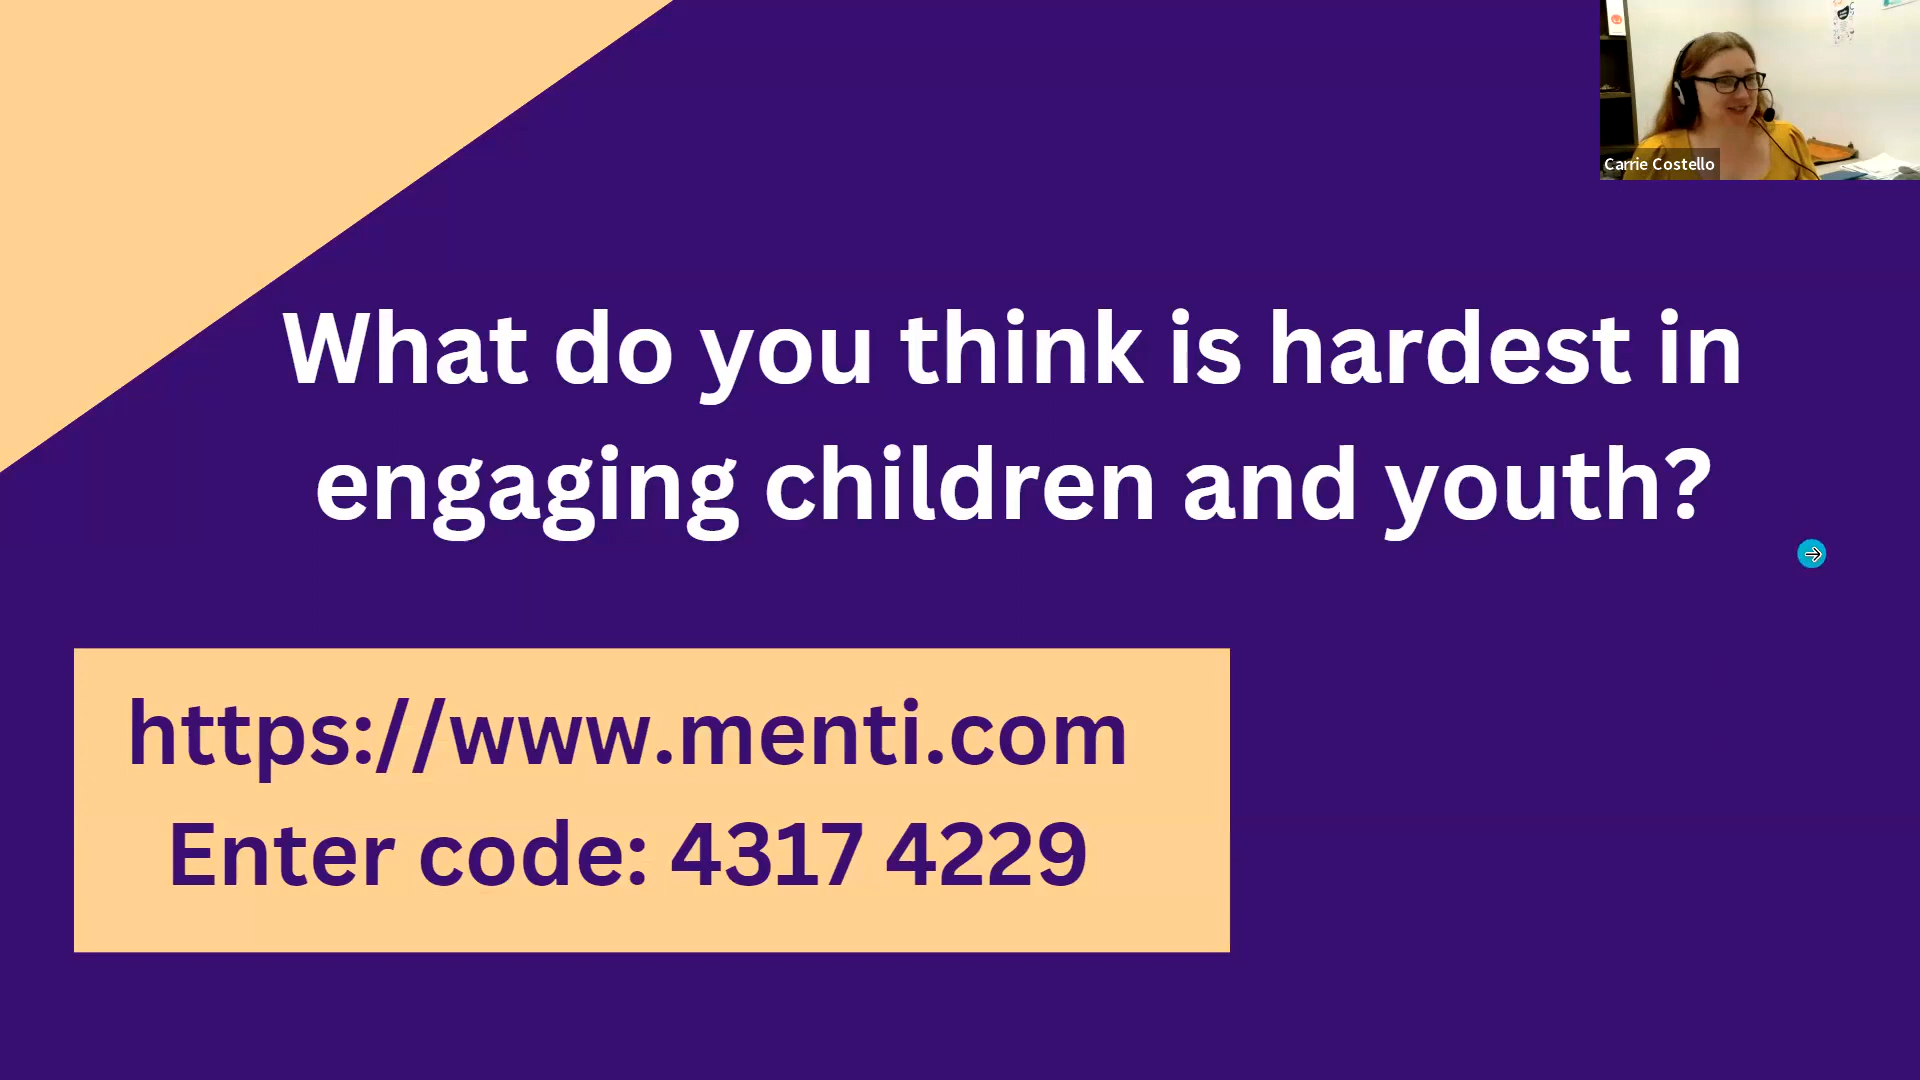 Carrie Costello
What do you think is hardest in
engaging children and youth?
https://www.menti.com
Enter code: 4317 4229